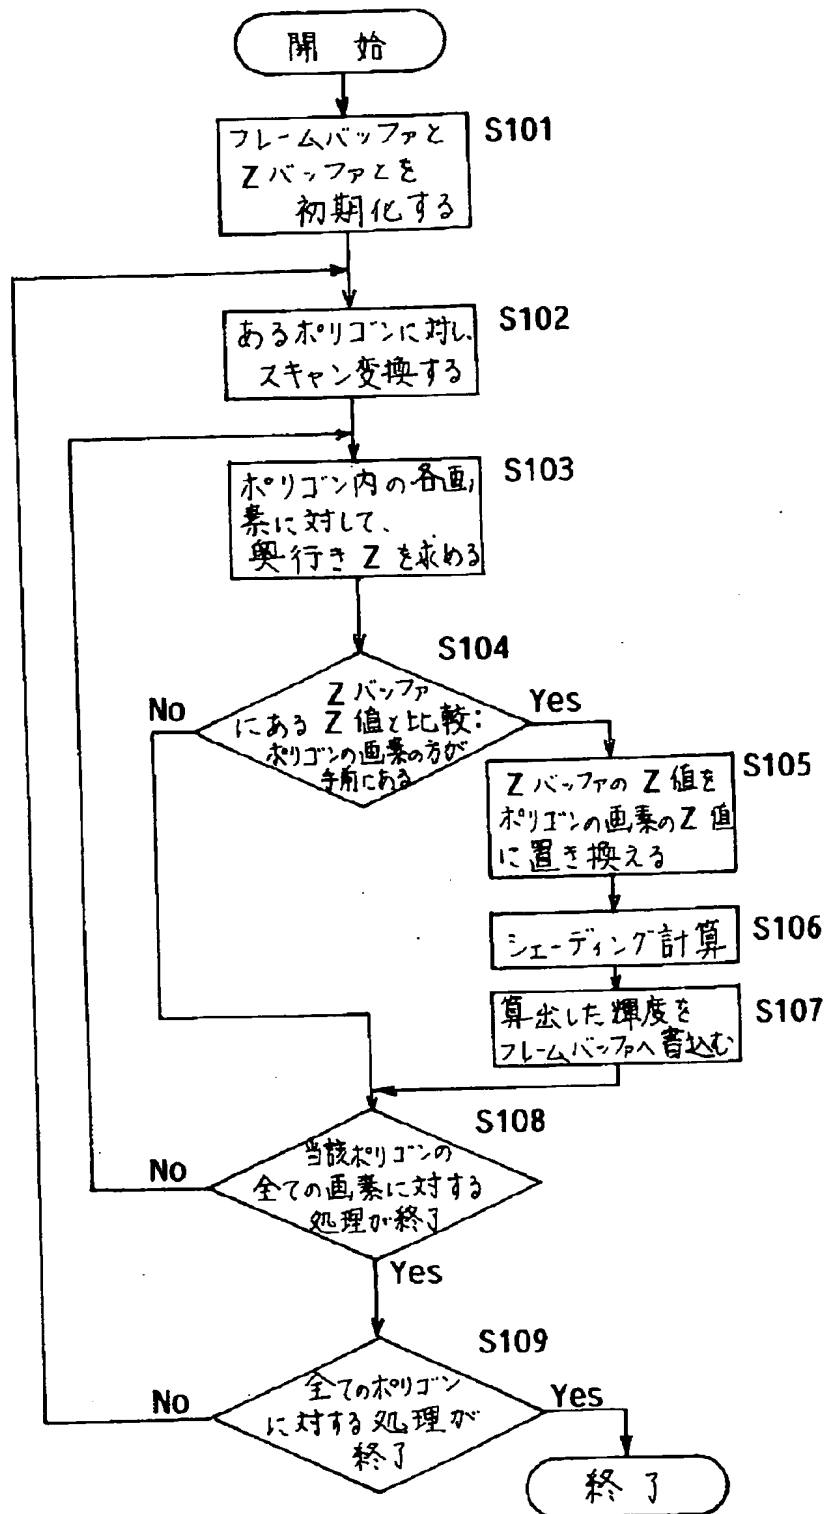 開始
S101
フレームバッファと
Zバッファとを
初期化する
S102
あるポリゴンに対し、
スキャン変換する
S103
ポリゴン内の各画
素に対して、
奥行きZを求める
S104
No
Yes
Zバッファ
にあるZ値と比較:
ポリゴンの画素の方が
手前にある
S105
ZバッファのZ値を
ポリゴンの画素のZ値
に置き換える
S106
シェーディング計算
S107
算出した輝度を
フレームバッファへ書込む
S108
No
当該ポリゴンの
全ての画素に対する
処理が終了
Yes
S109
No
Yes
全てのポリゴン
に対する処理が
終了
終了